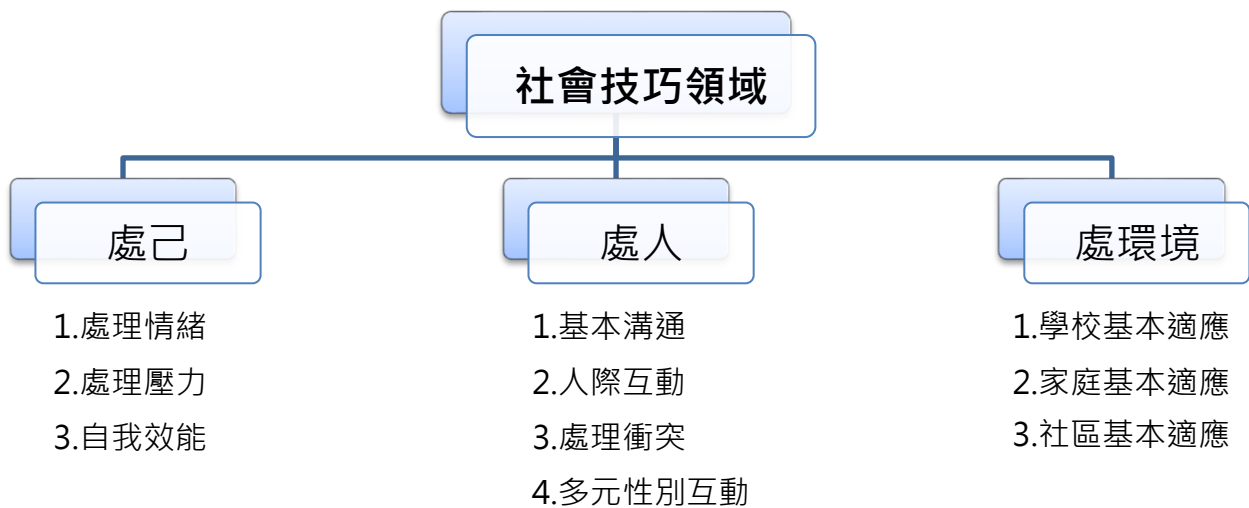 社會技巧領域
處己
1.處理情緒
2.處理壓力
3.自我效能
處人
1.基本溝通
2.人際互動
3.處理衝突
4.多元性別互動
處環境
1.學校基本適應
2.家庭基本適應
3.社區基本適應